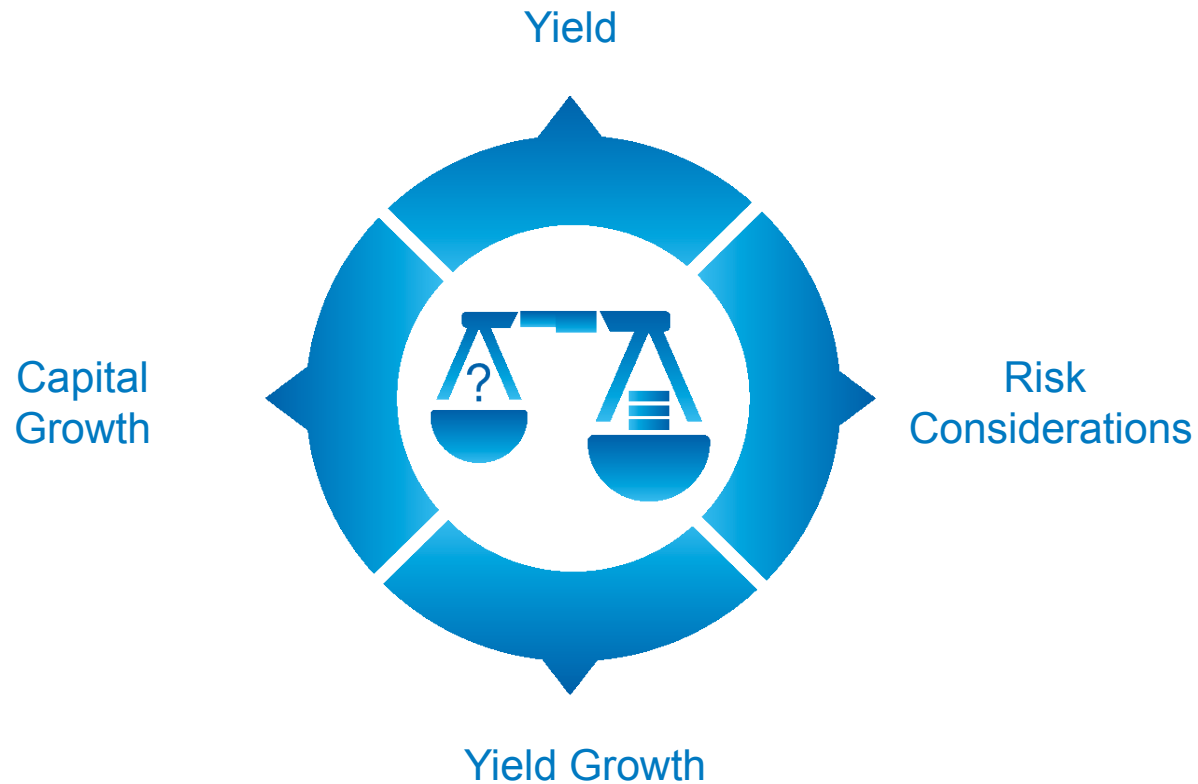 Yield
Capital
Growth
?
Risk
Considerations
Yield Growth